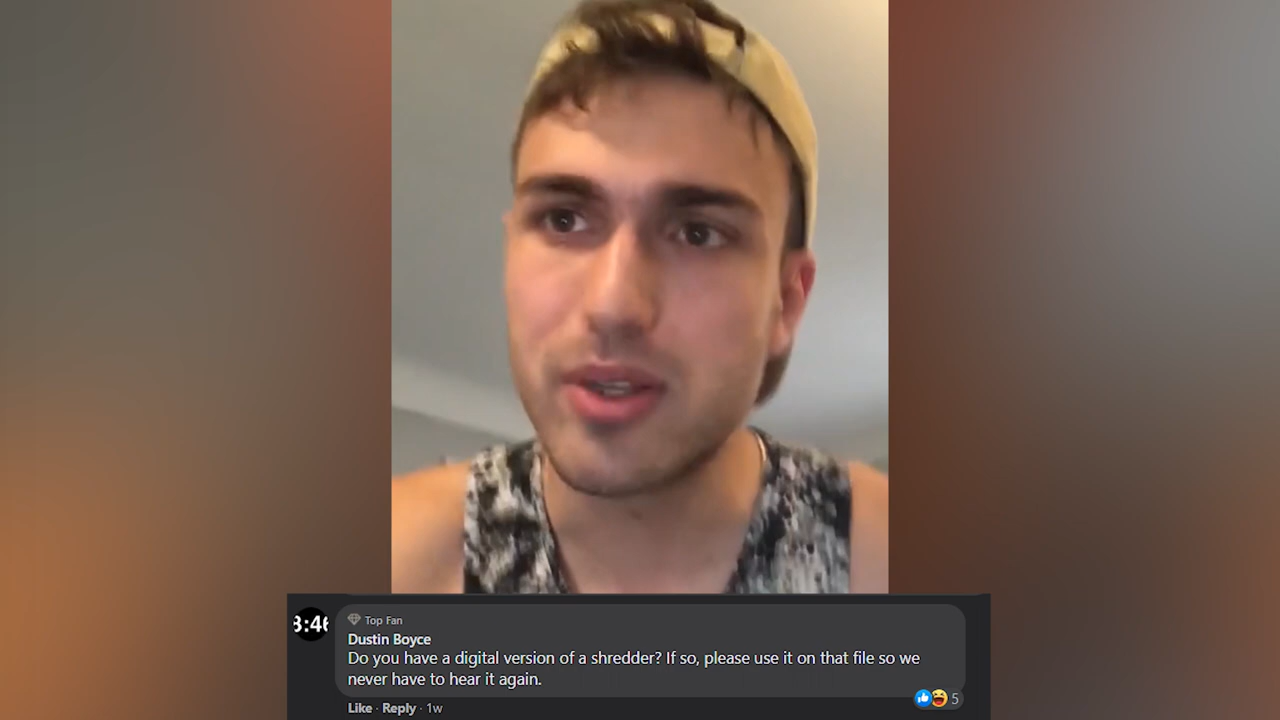 3:46
Top Fan
Dustin Boyce
Do you have a digital version of a shredder? If so, please use it on that file so we
never have to hear it again.
5
Like · Reply · 1w